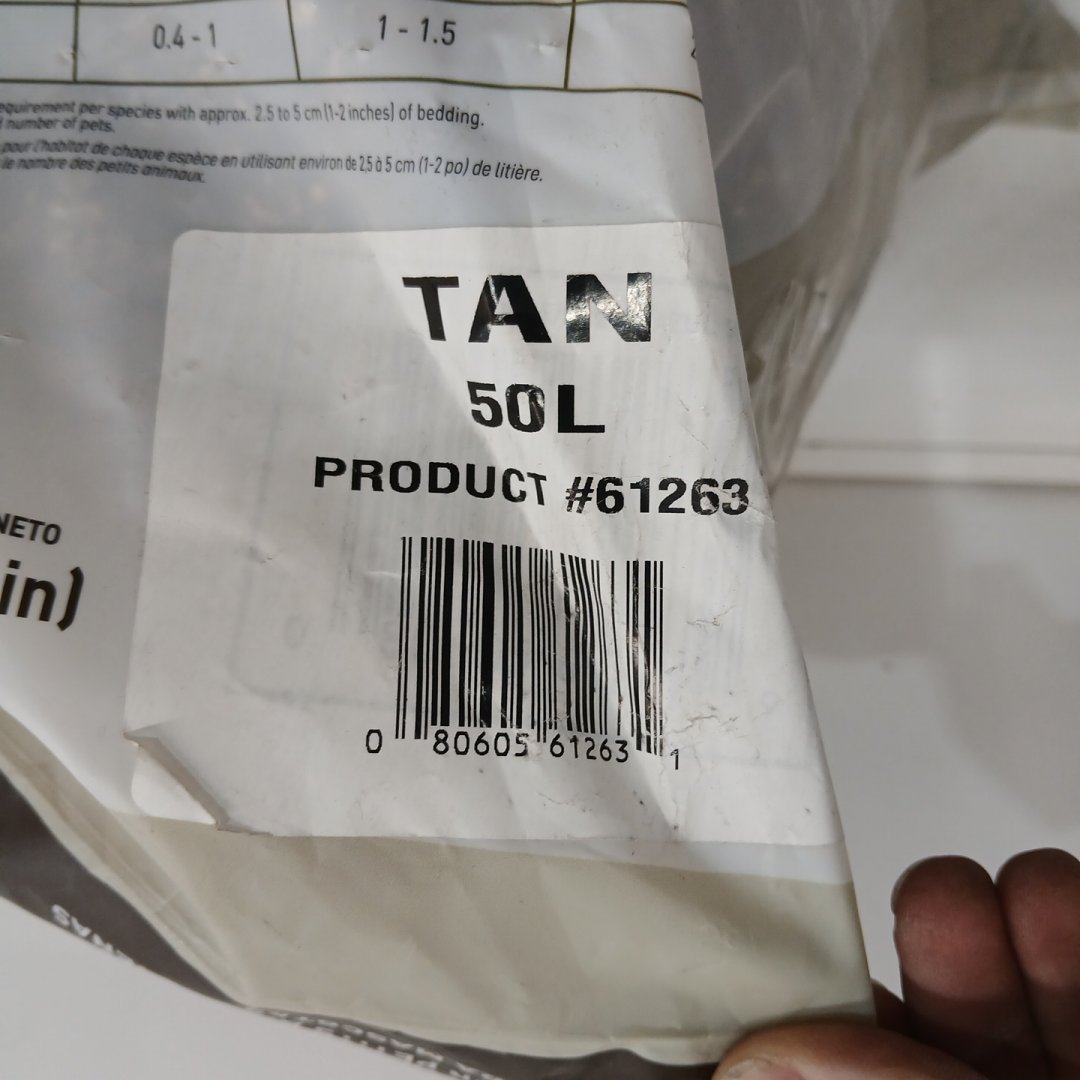 0.4 - 1
1 - 1.5
equirement per species with approx. 2.5 to 5 cm (1-2 inches) of bedding.
number of pets.
pour l'habitat de chaque espèce en utilisant environ de 2,5 à 5 cm (1-2 po) de litière.
le nombre des petits animaux.
TAN
50L
PRODUCT #61263
NETO
in)
0 80605 61263 1